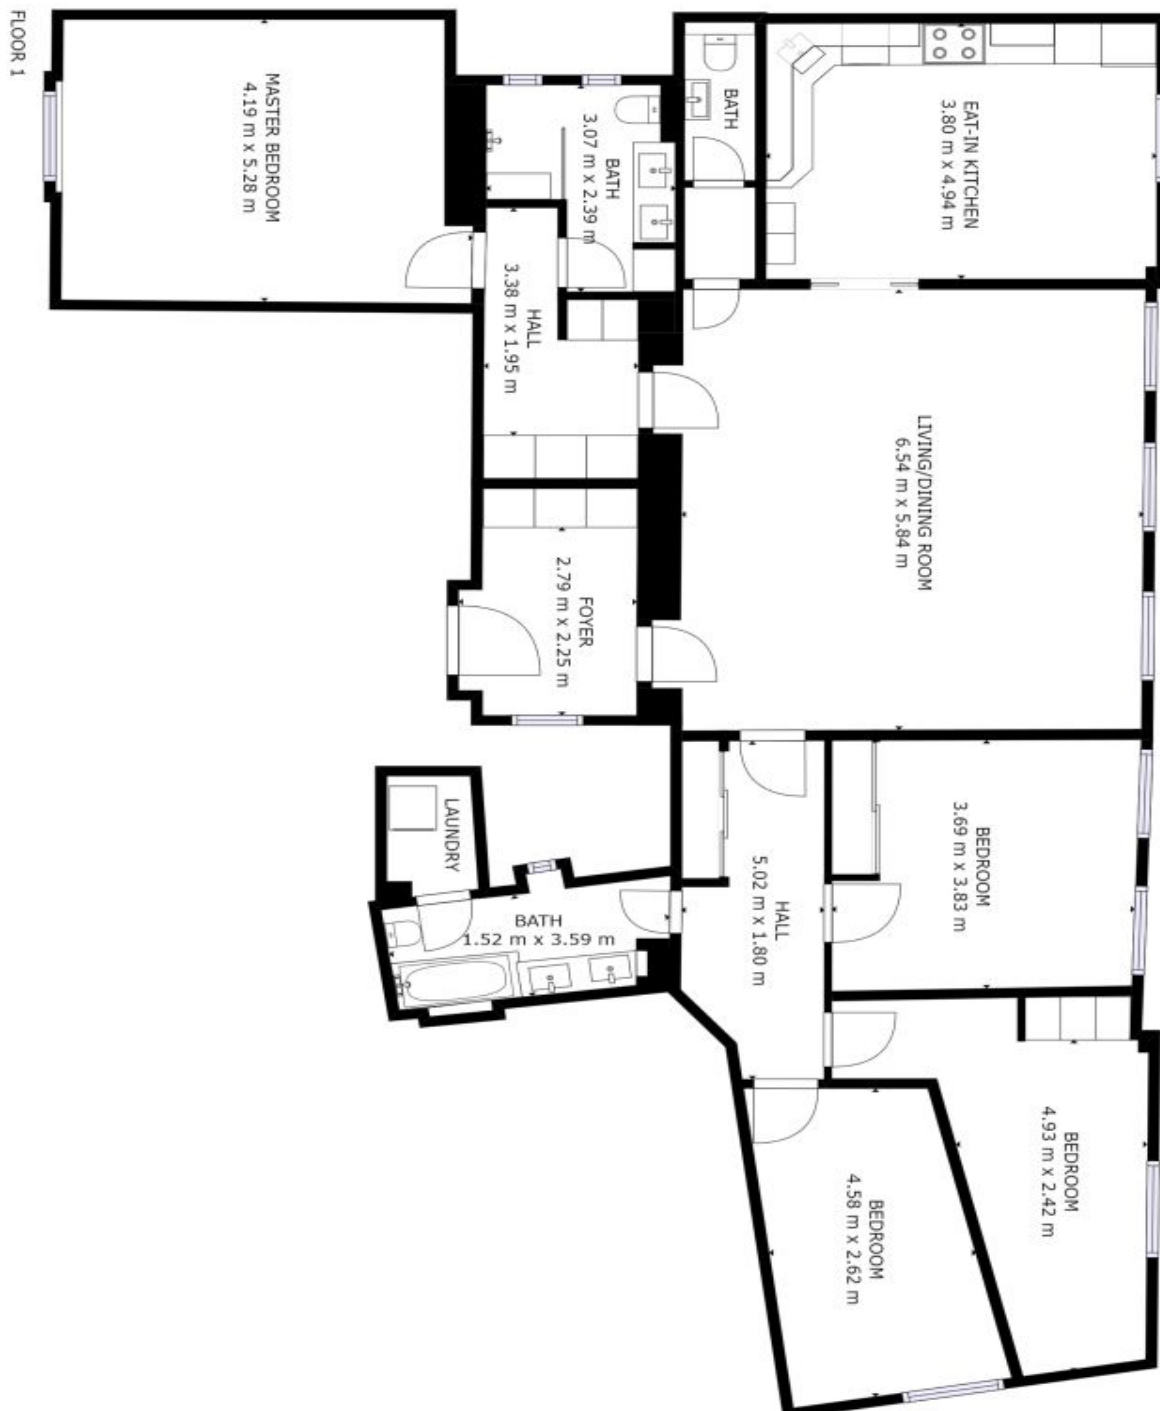 FLOOR 1
MASTER BEDROOM
4.19 m x 5.28 m
BATH
3.07 m x 2.39 m
BATH
EAT-IN KITCHEN
3.80 m x 4.94 m
HALL
3.38 m x 1.95 m
LIVING/DINING ROOM
6.54 m x 5.84 m
FOYER
2.79 m x 2.25 m
LAUNDRY
BATH
1.52 m x 3.59 m
HALL
5.02 m x 1.80 m
BEDROOM
3.69 m x 3.83 m
BEDROOM
4.93 m x 2.42 m
BEDROOM
4.58 m x 2.62 m